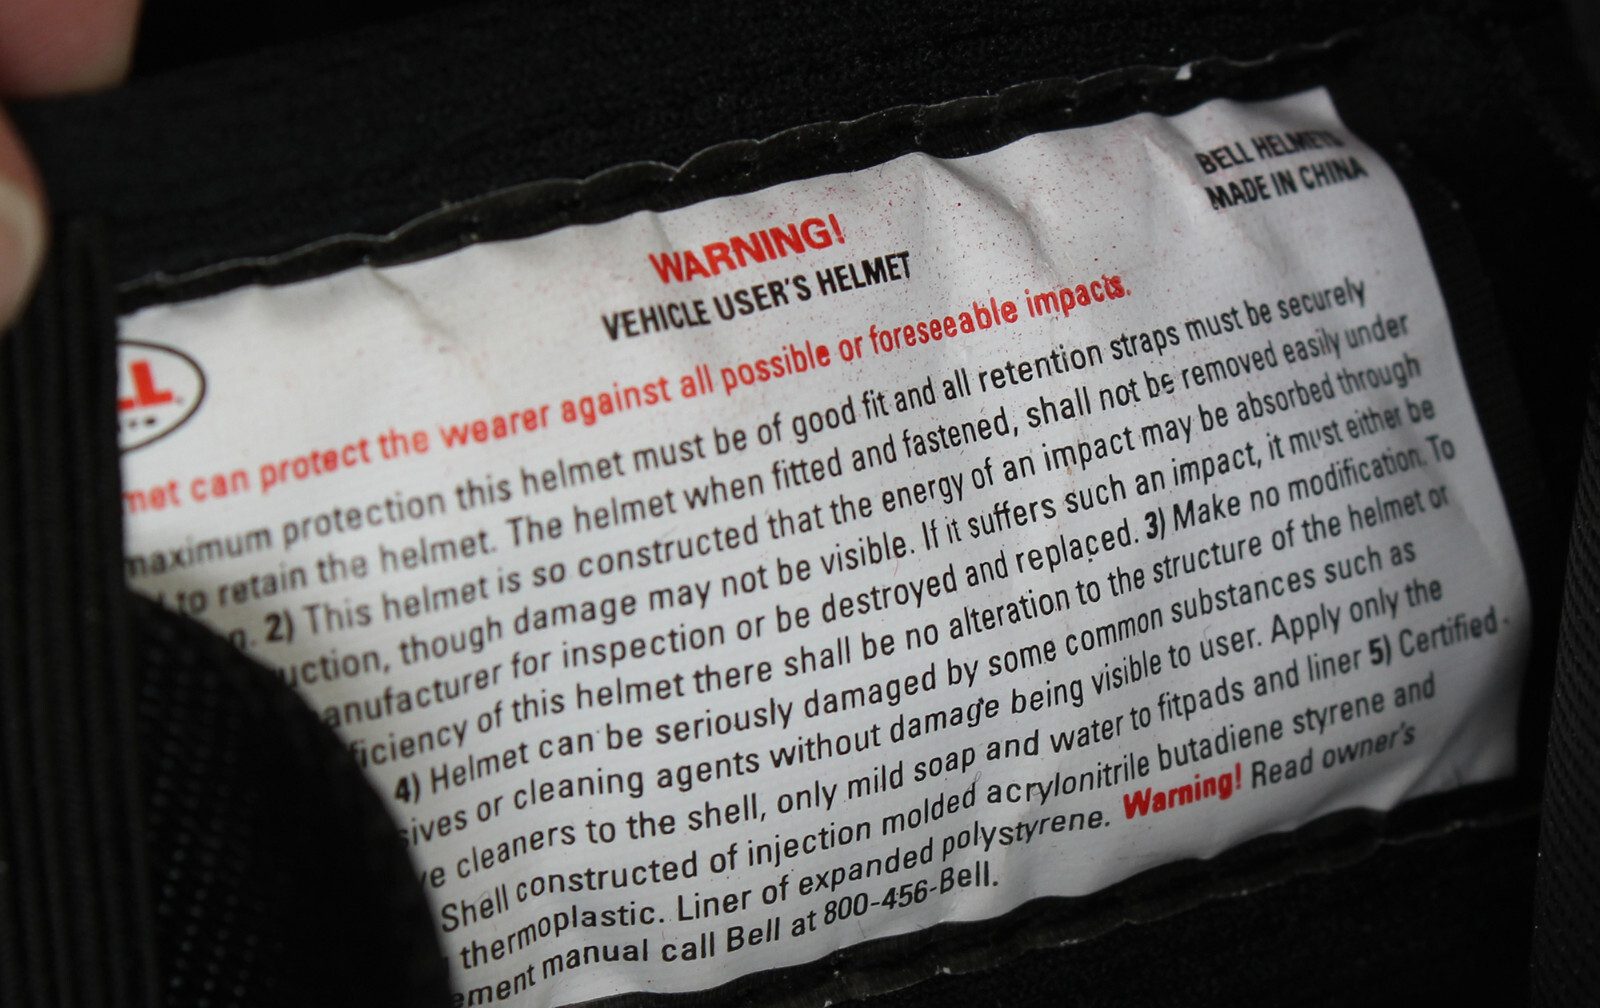 BELL HELMETS
MADE IN CHINA
WARNING!
VEHICLE USER'S HELMET
LL
met can protect the wearer against all possible or foreseeable impacts.
maximum protection this helmet must be of good fit and all retention straps must be securely
to retain the helmet. The helmet when fitted and fastened, shall not be removed easily under
n. 2) This helmet is so constructed that the energy of an impact may be absorbed through
uction, though damage may not be visible. If it suffers such an impact, it must either be
anufacturer for inspection or be destroyed and replaced. 3) Make no modification. To
ficiency of this helmet there shall be no alteration to the structure of the helmet or
4) Helmet can be seriously damaged by some common substances such as
sives or cleaning agents without damage being visible to user. Apply only the
ve cleaners to the shell, only mild soap and water to fitpads and liner 5) Certified
Shell constructed of injection molded acrylonitrile butadiene styrene and
thermoplastic. Liner of expanded polystyrene. Warning! Read owner's
ement manual call Bell at 800-456-Bell.